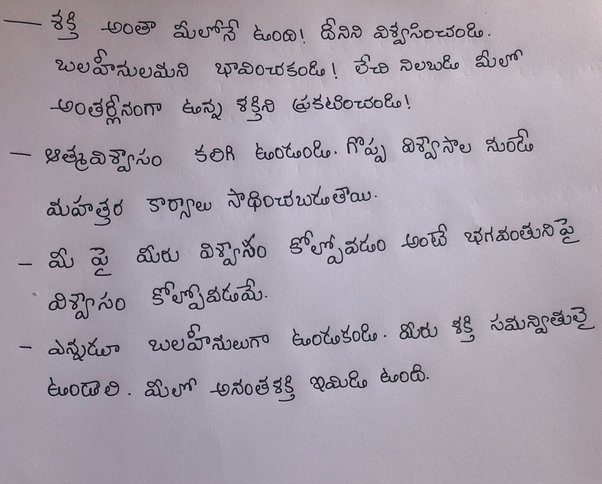 — శక్తి అంతా మీలోనే ఉంది! దీనిని విశ్వసించండి.
బలహీనులమని భావించకండి! లేచి నిలబడి మీలో
అంతర్లీనంగా ఉన్న శక్తిని ప్రకటించండి!
- ఆత్మవిశ్వాసం కలిగి ఉండండి. గొప్ప విశ్వాసాల నుండే
మహత్తర కార్యాలు సాధించబడుతాయి.
- మీ పై మీరు విశ్వాసం కోల్పోవడం అంటే భగవంతునిపై
విశ్వాసం కోల్పోవడమే.
- ఎన్నడూ బలహీనులుగా ఉండకండి. మీరు శక్తి సమన్వితులై
ఉండాలి. మీలో అనంతశక్తి ఇమిడి ఉంది.